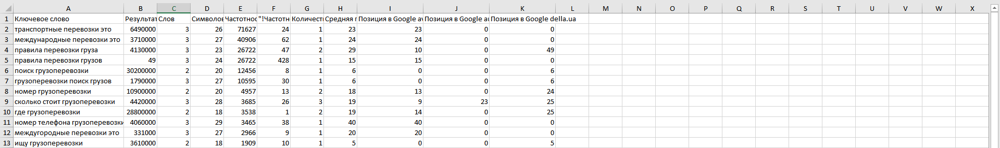 A B C D E F G H I J K L M N O P Q R S T U V W X
1 Ключевое слово Результат Слов Символов Частотнос "!Частотн Количест Средняя п Позиция в Google av Позиция в Google au Позиция в Google della.ua
2 транспортные перевозки это 6490000 3 26 71627 24 1 23 23 0 0
3 международные перевозки это 3710000 3 27 40906 62 1 24 24 0 0
4 правила перевозки груза 4130000 3 23 26722 47 2 29 10 0 49
5 правила перевозки грузов 49 3 24 26722 428 1 15 15 0 0
6 поиск грузоперевозки 30200000 2 20 12456 8 1 6 0 0 6
7 грузоперевозки поиск грузов 1790000 3 27 10595 30 1 6 0 0 6
8 номер грузоперевозки 10900000 2 20 4957 13 2 18 13 0 24
9 сколько стоит грузоперевозки 4420000 3 28 3685 26 3 19 9 23 25
10 где грузоперевозки 28800000 2 18 3538 1 2 19 14 0 25
11 номер телефона грузоперевозки 4060000 3 29 3465 38 1 40 40 0 0
12 междугородные перевозки это 331000 3 27 2966 9 1 20 20 0 0
13 ищу грузоперевозки 3610000 2 18 1909 10 1 5 0 0 5